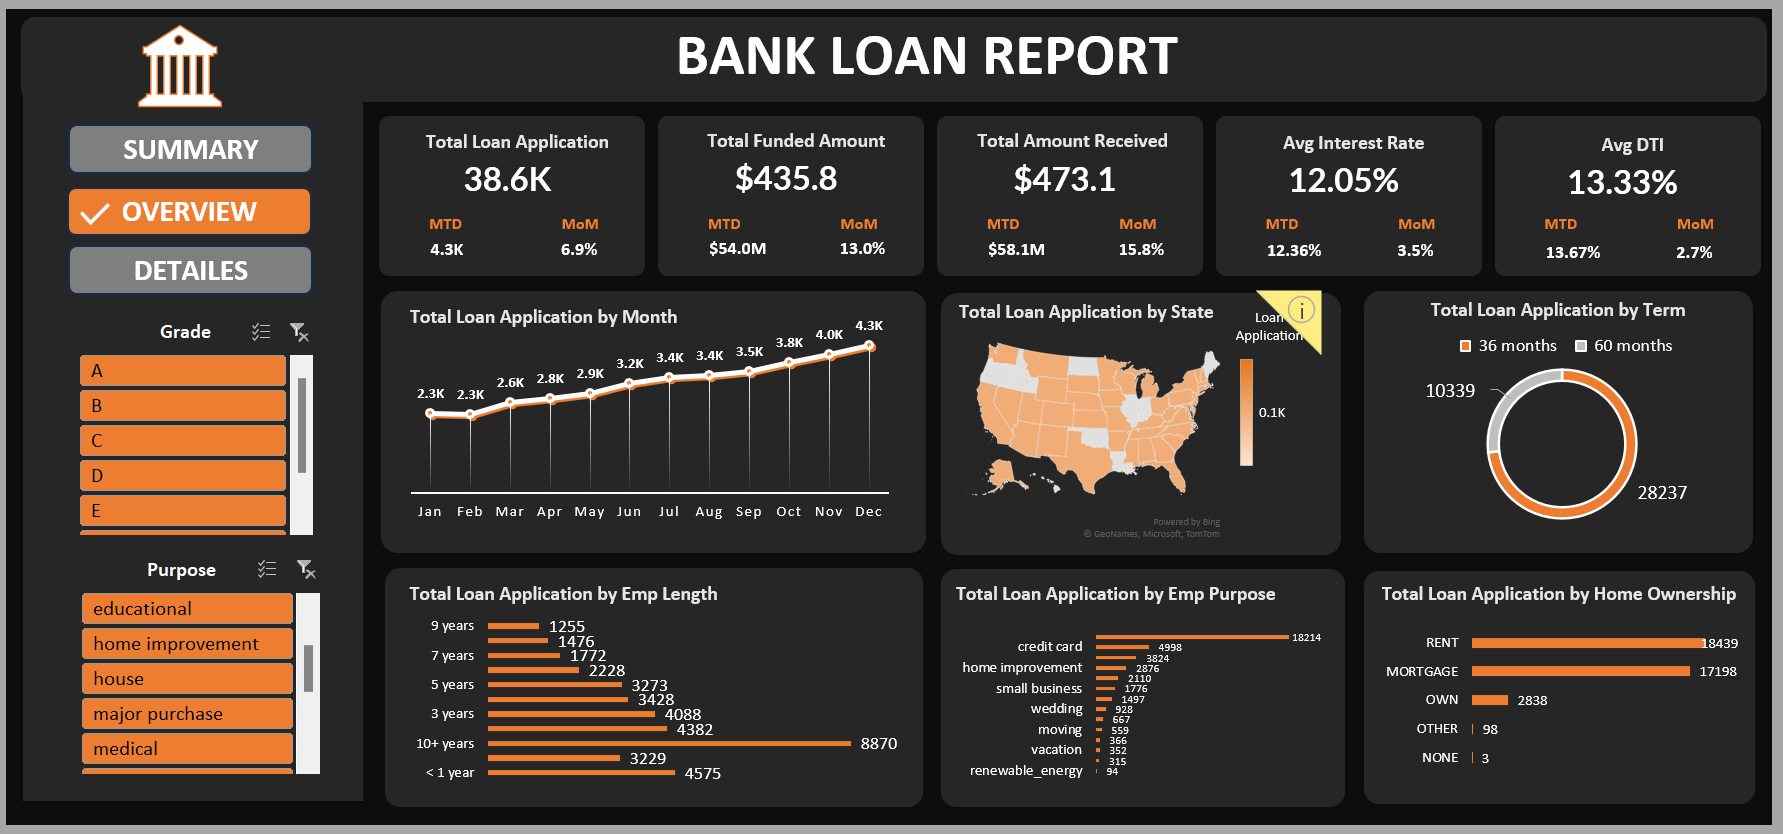 BANK LOAN REPORT
SUMMARY
OVERVIEW
DETAILES
Grade
A
B
C
D
E
Purpose
educational
home improvement
house
major purchase
medical
Total Loan Application
38.6K
MTD MoM
4.3K 6.9%
Total Funded Amount
$435.8
MTD MoM
$54.0M 13.0%
Total Amount Received
$473.1
MTD MoM
$58.1M 15.8%
Avg Interest Rate
12.05%
MTD MoM
12.36% 3.5%
Avg DTI
13.33%
MTD MoM
13.67% 2.7%
Total Loan Application by Month
2.3K 2.3K 2.6K 2.8K 2.9K 3.2K 3.4K 3.4K 3.5K 3.8K 4.0K 4.3K
Jan Feb Mar Apr May Jun Jul Aug Sep Oct Nov Dec
Total Loan Application by State
Loan
Application
0.1K
Powered by Bing
© GeoNames, Microsoft, TomTom
Total Loan Application by Term
36 months 60 months
10339
28237
Total Loan Application by Emp Length
9 years 1255
1476
7 years 1772
2228
5 years 3273
3428
3 years 4088
4382
10+ years 8870
3229
< 1 year 4575
Total Loan Application by Emp Purpose
18214
credit card 4998
3824
home improvement 2876
2110
small business 1776
1497
wedding 928
667
moving 559
366
vacation 352
315
renewable_energy 94
Total Loan Application by Home Ownership
RENT 18439
MORTGAGE 17198
OWN 2838
OTHER 98
NONE 3